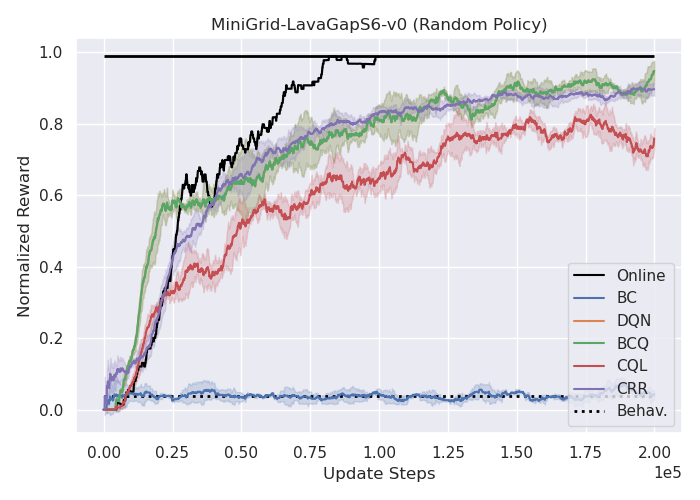 MiniGrid-LavaGapS6-v0 (Random Policy)
Normalized Reward
1.0
0.8
0.6
0.4
0.2
0.0
Online
BC
DQN
BCQ
CQL
CRR
Behav.
0.00 0.25 0.50 0.75 1.00 1.25 1.50 1.75 2.00
Update Steps
1e5